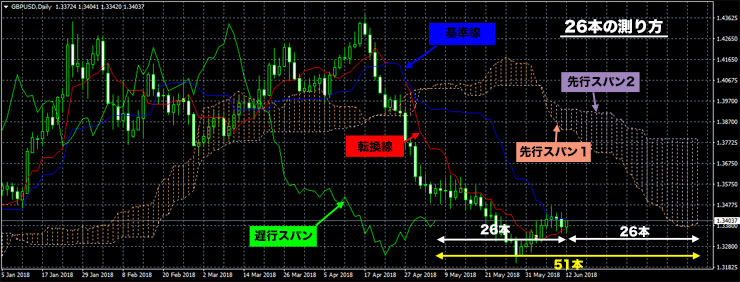 GBPUSD,Daily 1.33724 1.34041 1.33420 1.34037
26本の測り方
基準線
先行スパン2
転換線
先行スパン1
遅行スパン
26本
26本
51本
1.43625
1.42650
1.41650
1.40675
1.39700
1.38725
1.37725
1.36750
1.35775
1.34775
1.34037
1.33800
1.32800
1.31825
5 Jan 2018
17 Jan 2018
29 Jan 2018
8 Feb 2018
20 Feb 2018
2 Mar 2018
14 Mar 2018
26 Mar 2018
5 Apr 2018
17 Apr 2018
27 Apr 2018
9 May 2018
21 May 2018
31 May 2018
12 Jun 2018